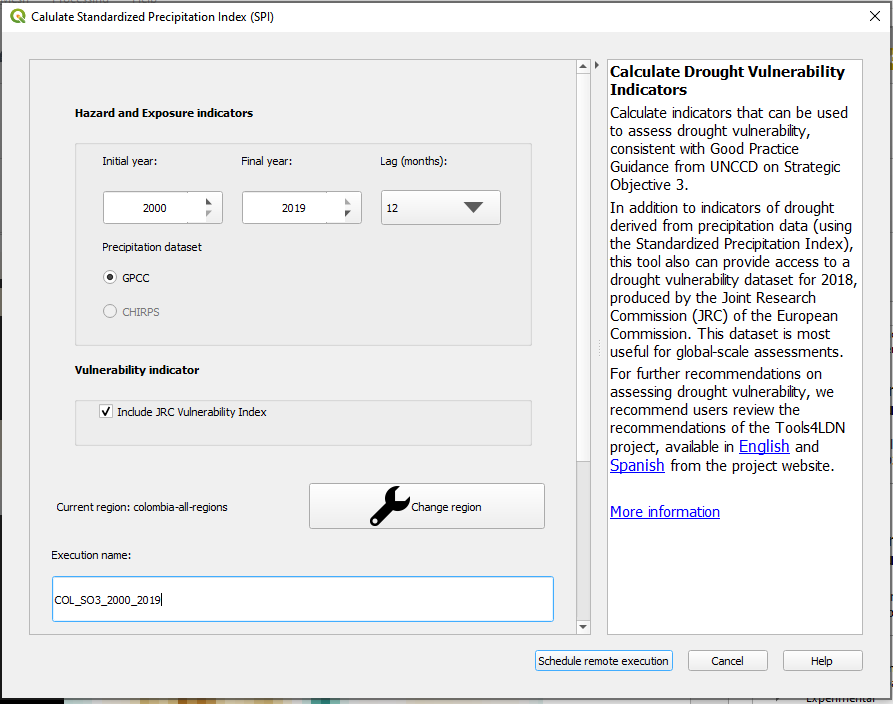 Calulate Standardized Precipitation Index (SPI)
Hazard and Exposure indicators
Initial year:
Final year:
Lag (months):
2000
2019
12
Precipitation dataset
GPCC
CHIRPS
Vulnerability indicator
Include JRC Vulnerability Index
Current region: colombia-all-regions
Change region
Execution name:
COL_SO3_2000_2019
Calculate Drought Vulnerability
Indicators
Calculate indicators that can be used
to assess drought vulnerability,
consistent with Good Practice
Guidance from UNCCD on Strategic
Objective 3.
In addition to indicators of drought
derived from precipitation data (using
the Standardized Precipitation Index),
this tool also can provide access to a
drought vulnerability dataset for 2018,
produced by the Joint Research
Commission (JRC) of the European
Commission. This dataset is most
useful for global-scale assessments.
For further recommendations on
assessing drought vulnerability, we
recommend users review the
recommendations of the Tools4LDN
project, available in English and
Spanish from the project website.
More information
Schedule remote execution
Cancel
Help